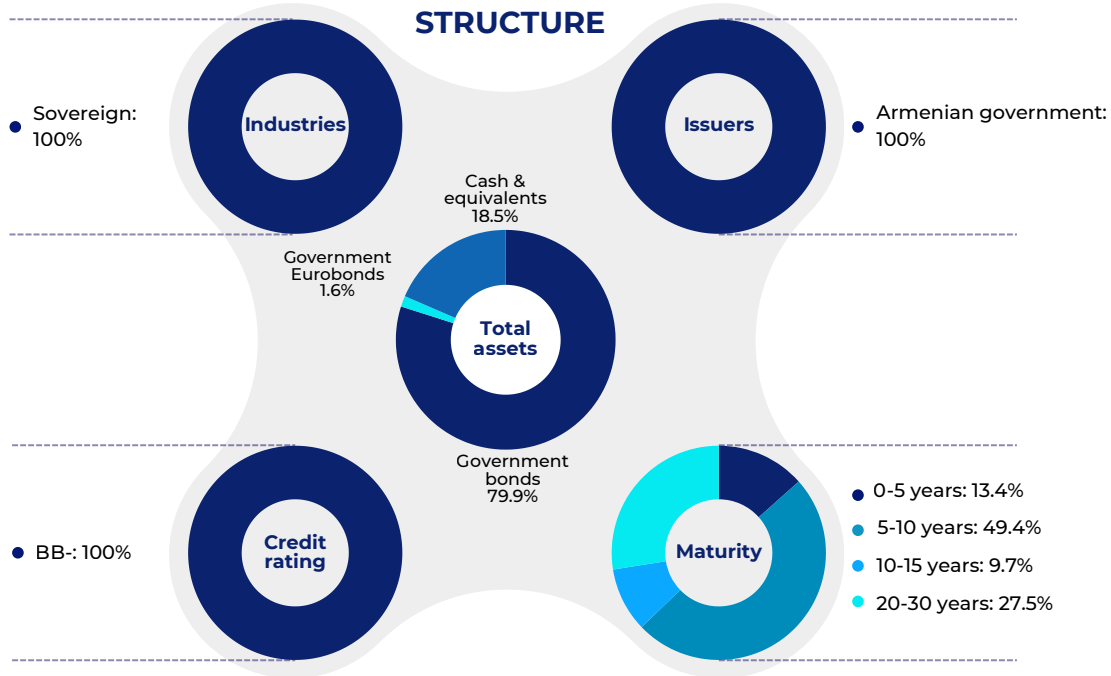 STRUCTURE
Sovereign:
100%
Industries
Issuers
Armenian government:
100%
Cash &
equivalents
18.5%
Government
Eurobonds
1.6%
Total
assets
Government
bonds
79.9%
BB-: 100%
Credit
rating
Maturity
0-5 years: 13.4%
5-10 years: 49.4%
10-15 years: 9.7%
20-30 years: 27.5%